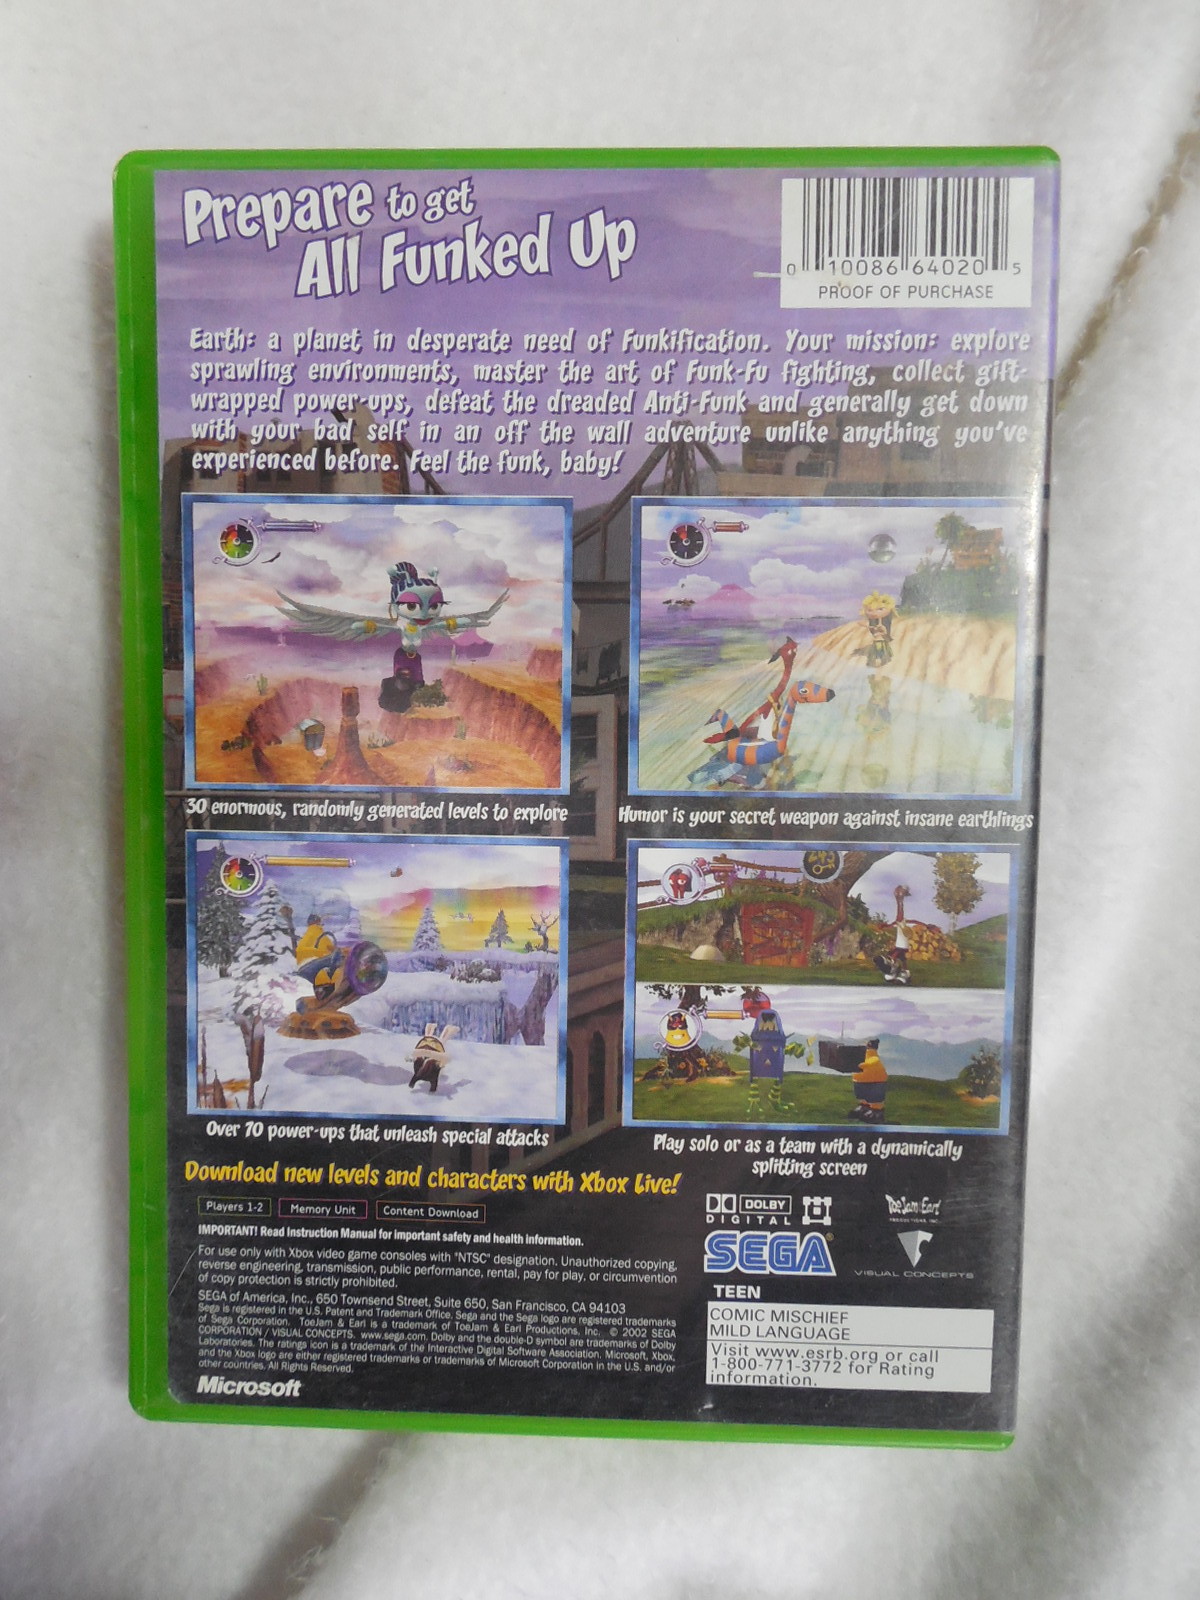 Prepare to get
All Funked Up
0 10086 64020 5
PROOF OF PURCHASE
Earth: a planet in desperate need of Funkification. Your mission: explore
sprawling environments, master the art of Funk-Fu fighting, collect gift-
wrapped power-ups, defeat the dreaded Anti-Funk and generally get down
with your bad self in an off the wall adventure unlike anything you've
experienced before. Feel the funk, baby!
30 enormous, randomly generated levels to explore
Humor is your secret weapon against insane earthlings
Over 70 power-ups that unleash special attacks
Play solo or as a team with a dynamically
splitting screen
Download new levels and characters with Xbox Live!
Players 1-2
Memory Unit
Content Download
IMPORTANT! Read Instruction Manual for important safety and health information.
For use only with Xbox video game consoles with "NTSC" designation. Unauthorized copying,
reverse engineering, transmission, public performance, rental, pay for play, or circumvention
of copy protection is strictly prohibited.
SEGA of America, Inc., 650 Townsend Street, Suite 650, San Francisco, CA 94103
Sega is registered in the U.S. Patent and Trademark Office. Sega and the Sega logo are registered trademarks
of Sega Corporation. ToeJam & Earl is a trademark of ToeJam & Earl Productions, Inc. © 2002 SEGA
CORPORATION / VISUAL CONCEPTS. www.sega.com. Dolby and the double-D symbol are trademarks of Dolby
Laboratories. The ratings icon is a trademark of the Interactive Digital Software Association. Microsoft, Xbox,
and the Xbox logo are either registered trademarks or trademarks of Microsoft Corporation in the U.S. and/or
other countries. All Rights Reserved.
Microsoft
DOLBY
DIGITAL
ToeJam & Earl
PRODUCTIONS, INC.
SEGA®
VISUAL CONCEPTS
TEEN
COMIC MISCHIEF
MILD LANGUAGE
Visit www.esrb.org or call
1-800-771-3772 for Rating
information.